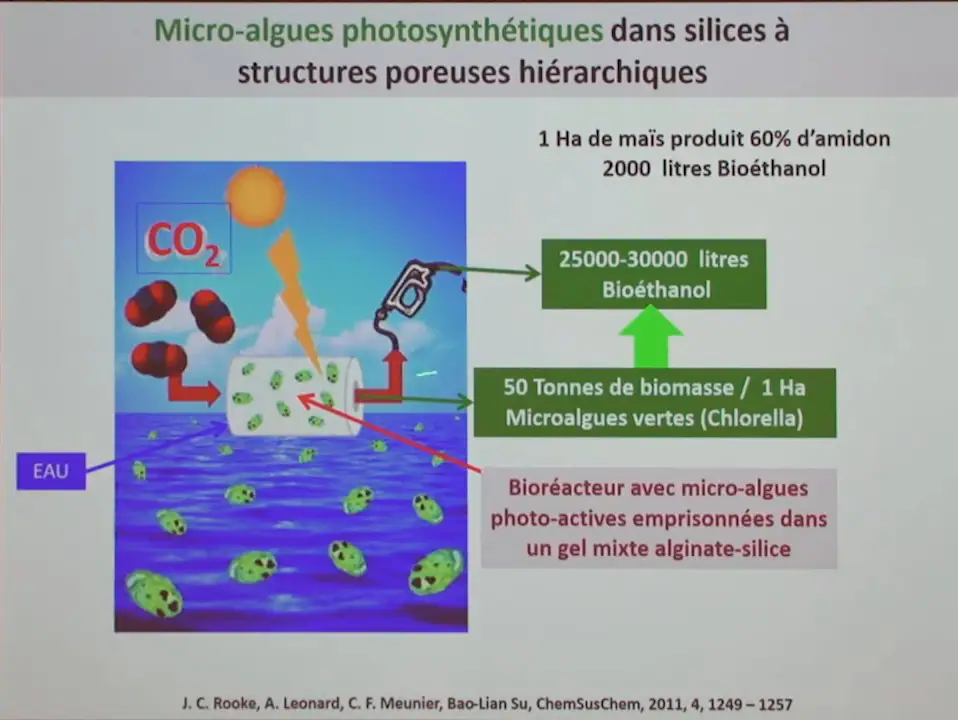 Micro-algues photosynthétiques dans silices à
structures poreuses hiérarchiques
1 Ha de maïs produit 60% d'amidon
2000 litres Bioéthanol
CO2
25000-30000 litres
Bioéthanol
50 Tonnes de biomasse / 1 Ha
Microalgues vertes (Chlorella)
EAU
Bioréacteur avec micro-algues
photo-actives emprisonnées dans
un gel mixte alginate-silice
J. C. Rooke, A. Leonard, C. F. Meunier, Bao-Lian Su, ChemSusChem, 2011, 4, 1249 – 1257